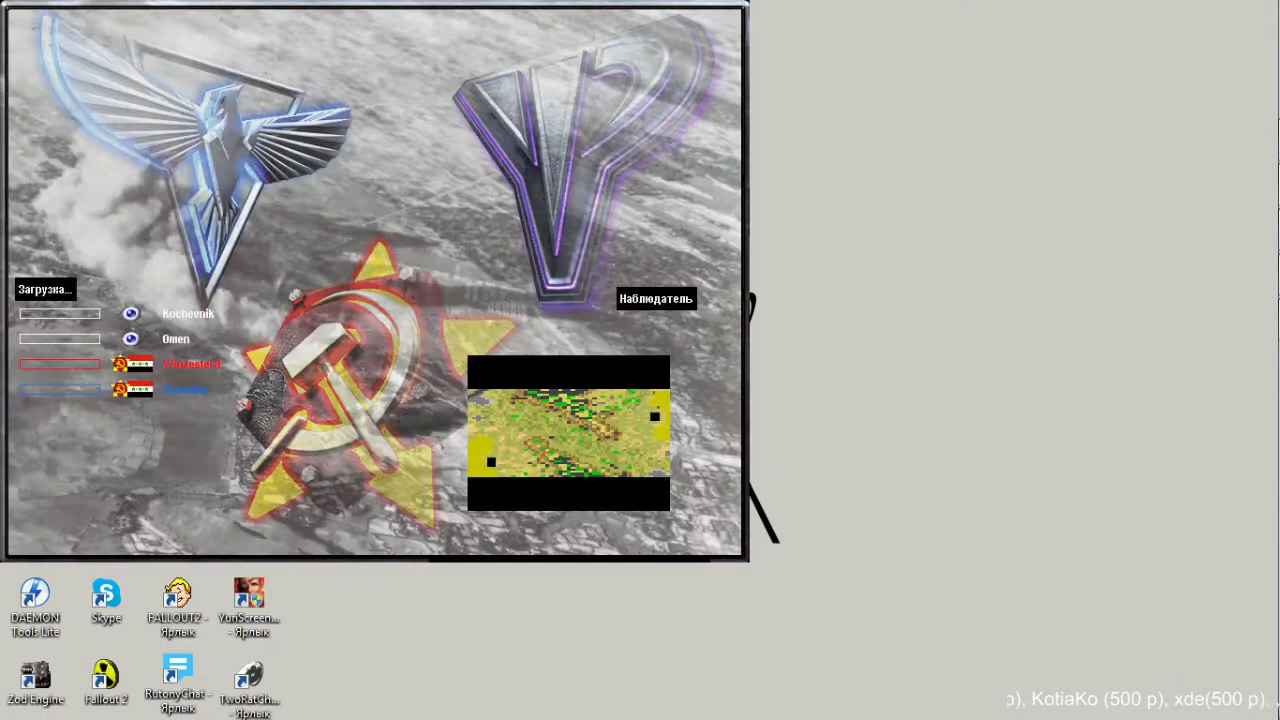 Загрузка...
Наблюдатель
Kochevnik
Omen
DAEMON Tools Lite
Skype
FALLOUT2 - Ярлык
YuriScreen... - Ярлык
Zod Engine
Fallout 2
RutonyChat - Ярлык
TwoRatCh... - Ярлык
р), KotiaKo (500 р), xde(500 р),